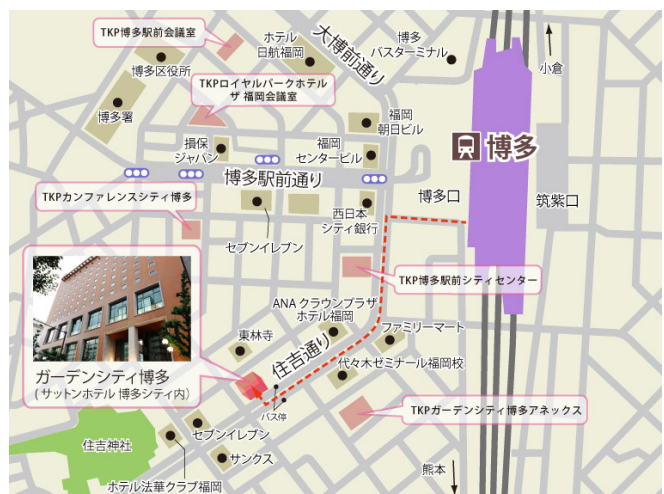 TKP博多駅前会議室
ホテル
日航福岡
大博前通り
博多
バスターミナル
小倉
博多区役所
TKPロイヤルパークホテル
ザ 福岡会議室
博多署
福岡
朝日ビル
損保
ジャパン
福岡
センタービル
博多
博多駅前通り
博多口
筑紫口
TKPカンファレンスシティ博多
西日本
シティ銀行
セブンイレブン
TKP博多駅前シティセンター
ANA クラウンプラザ
ホテル福岡
ファミリーマート
東林寺
住吉通り
代々木ゼミナール福岡校
ガーデンシティ博多
(サットンホテル 博多シティ内)
バス停
TKPガーデンシティ博多アネックス
セブンイレブン
住吉神社
サンクス
熊本
ホテル法華クラブ福岡